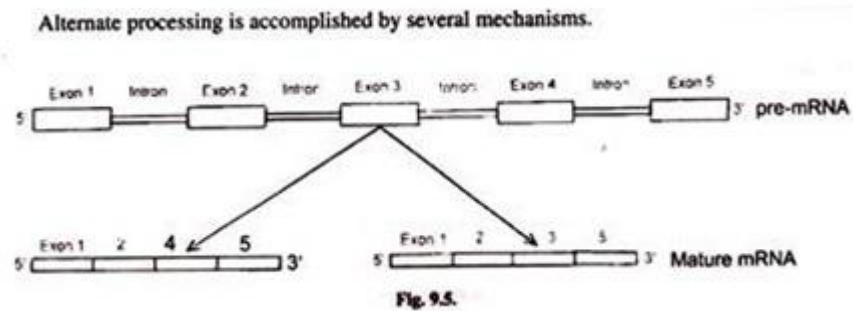 Alternate processing is accomplished by several mechanisms.
Exon 1 Intron Exon 2 Intror Exon 3 Intron Exon 4 Intron Exon 5
5' 3' pre-mRNA
Exon 1 2 4 5 Exon 1 2 3 5
5' 3' 5' 3' Mature mRNA
Fig. 9.5.